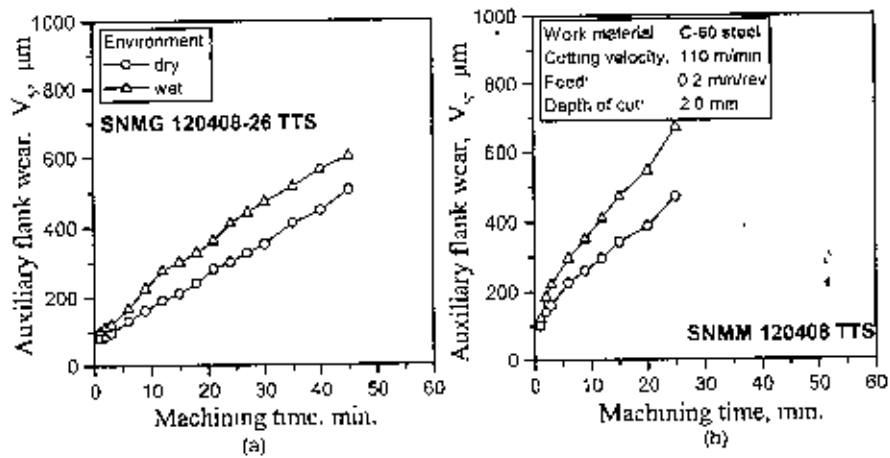 1000
800
600
400
200
0
Auxiliary flank wear, V, µm
Environment
dry
wet
SNMG 120408-26 TTS
0 10 20 30 40 50 60
Machining time, min.
(a)
1000
800
600
400
200
0
Auxiliary flank wear, V, µm
Work material C-60 steel
Cutting velocity, 110 m/min
Feed 0.2 mm/rev
Depth of cut 2.0 mm
SNMM 120408 TTS
0 10 20 30 40 50 60
Machining time, min.
(b)